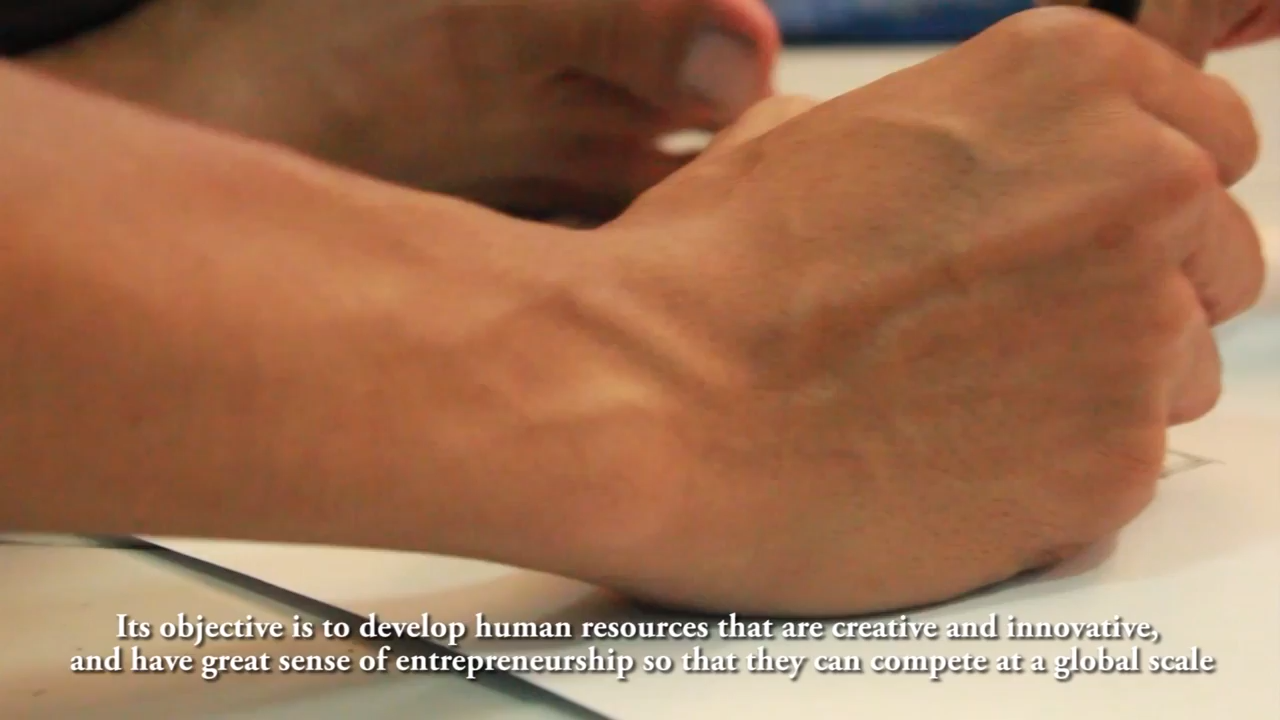 Its objective is to develop human resources that are creative and innovative,
and have great sense of entrepreneurship so that they can compete at a global scale